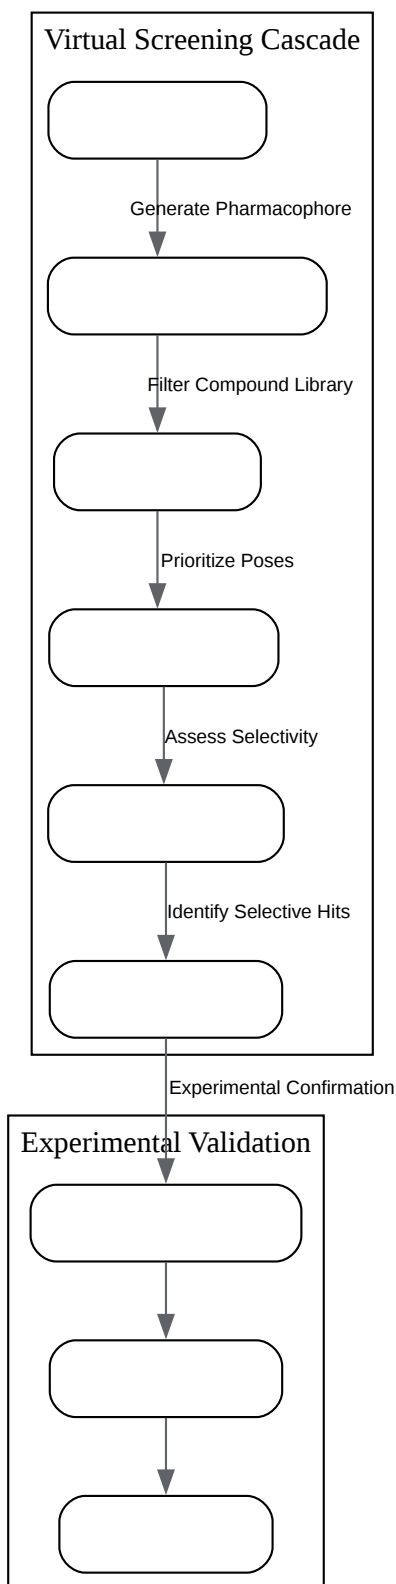 Virtual Screening Cascade
Generate Pharmacophore
Filter Compound Library
Prioritize Poses
Assess Selectivity
Identify Selective Hits
Experimental Confirmation
Experimental Validation